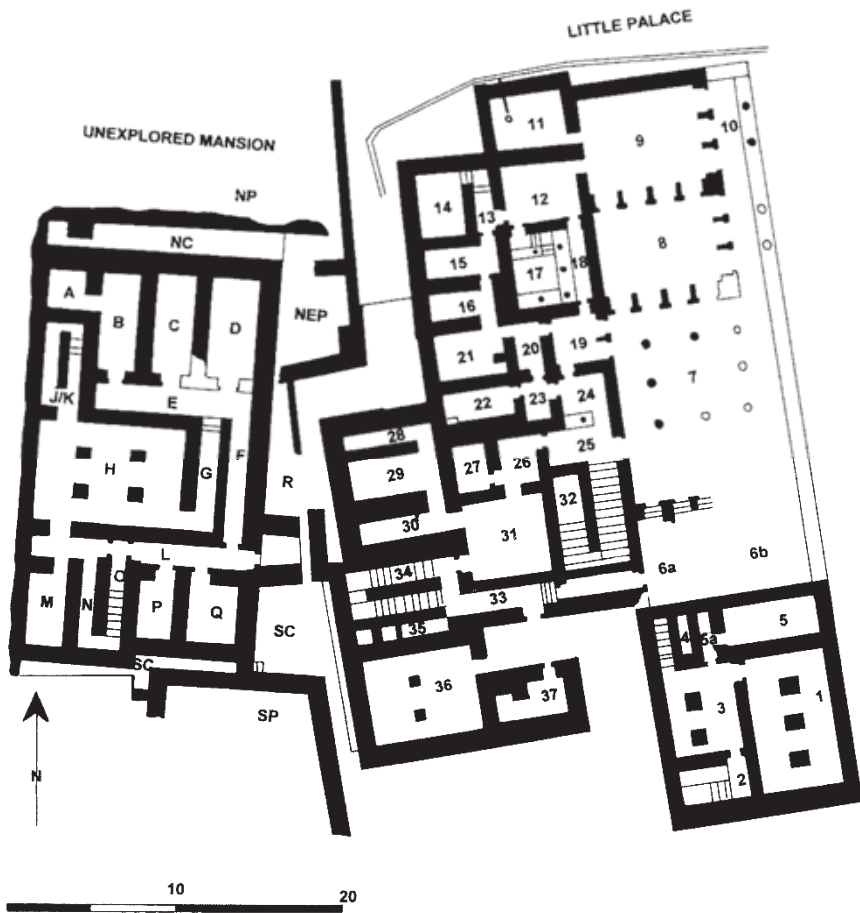 LITTLE PALACE
UNEXPLORED MANSION
NP
NC
A
B
C
D
NEP
J/K
E
F
G
H
R
L
O
M
N
P
Q
SC
SC
SP
N
10
20
11
9
10
14
13
12
8
15
17
18
16
7
21
20
19
22
23
24
25
28
29
27
26
32
30
31
6a
6b
34
33
35
36
37
4
5a
5
3
1
2